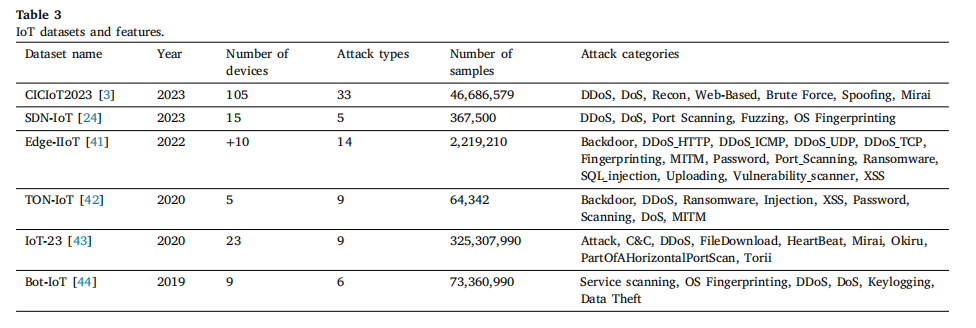 Table 3
IoT datasets and features.
Dataset name Year Number of devices Attack types Number of samples Attack categories
CICIoT2023 [3] 2023 105 33 46,686,579 DDoS, DoS, Recon, Web-Based, Brute Force, Spoofing, Mirai
SDN-IoT [24] 2023 15 5 367,500 DDoS, DoS, Port Scanning, Fuzzing, OS Fingerprinting
Edge-IIoT [41] 2022 +10 14 2,219,210 Backdoor, DDoS_HTTP, DDoS_ICMP, DDoS_UDP, DDoS_TCP,
Fingerprinting, MITM, Password, Port_Scanning, Ransomware,
SQL_injection, Uploading, Vulnerability_scanner, XSS
TON-IoT [42] 2020 5 9 64,342 Backdoor, DDoS, Ransomware, Injection, XSS, Password,
Scanning, DoS, MITM
IoT-23 [43] 2020 23 9 325,307,990 Attack, C&C, DDoS, FileDownload, HeartBeat, Mirai, Okiru,
PartOfAHorizontalPortScan, Torii
Bot-IoT [44] 2019 9 6 73,360,990 Service scanning, OS Fingerprinting, DDoS, DoS, Keylogging,
Data Theft